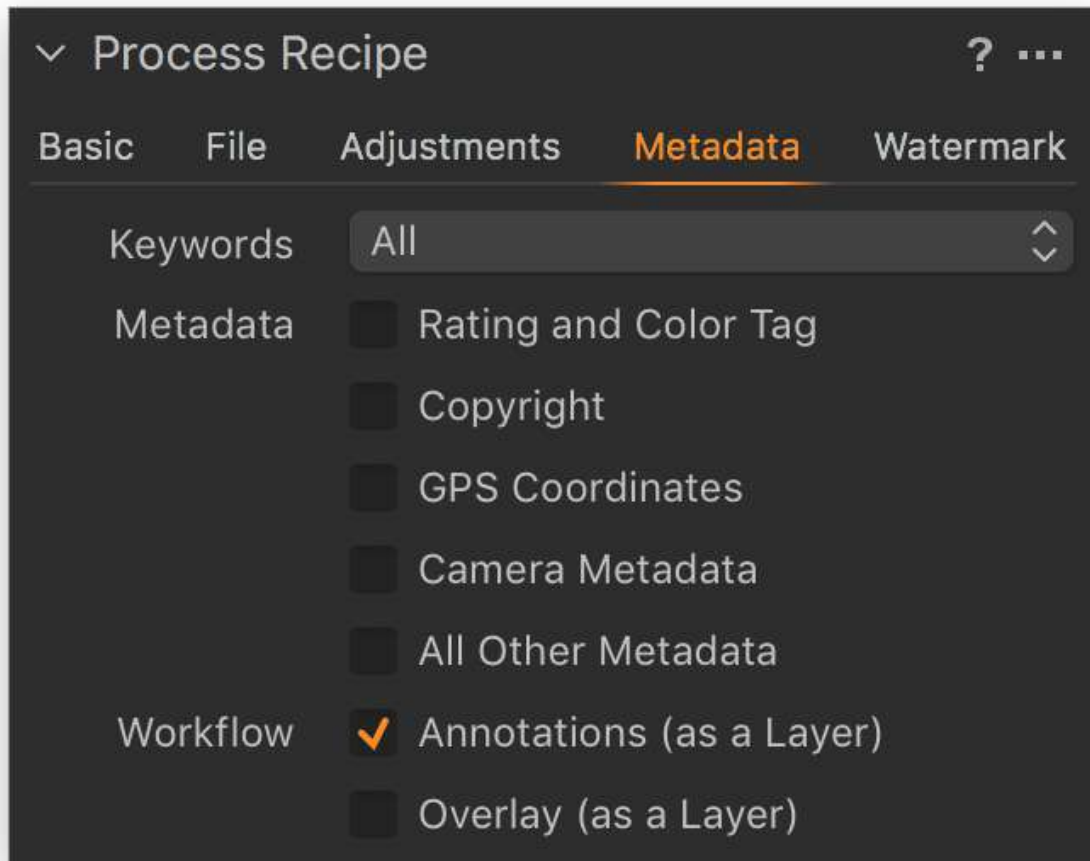 Process Recipe ? ...
Basic File Adjustments Metadata Watermark
Keywords All
Metadata Rating and Color Tag
Copyright
GPS Coordinates
Camera Metadata
All Other Metadata
Workflow Annotations (as a Layer)
Overlay (as a Layer)